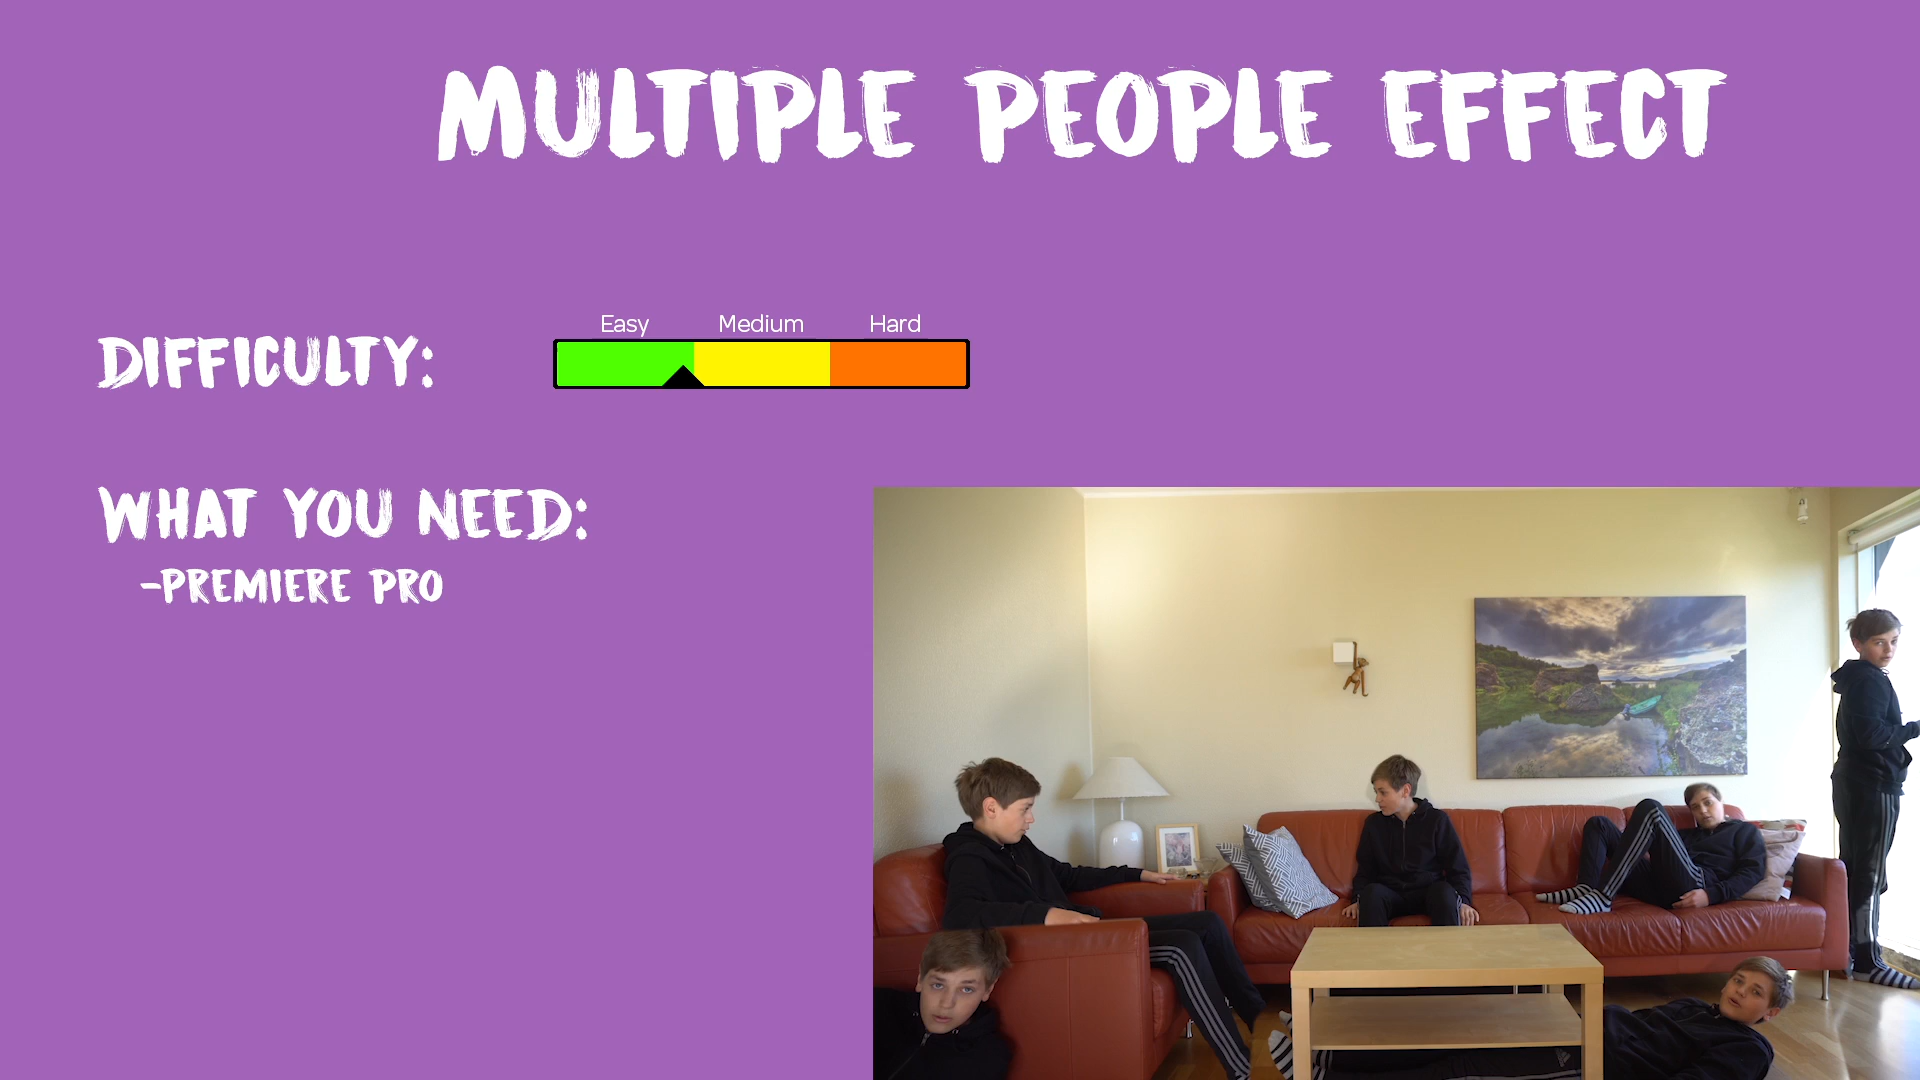 MULTIPLE PEOPLE EFFECT
Easy Medium Hard
DIFFICULTY:
WHAT YOU NEED:
-PREMIERE PRO